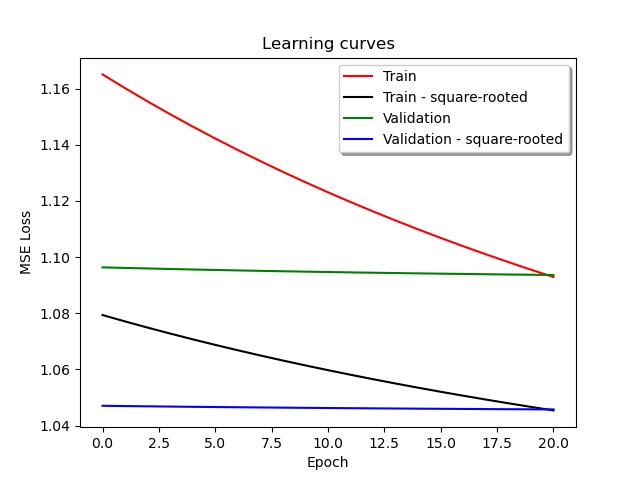 Learning curves
MSE Loss
1.16
1.14
1.12
1.10
1.08
1.06
1.04
Train
Train - square-rooted
Validation
Validation - square-rooted
0.0 2.5 5.0 7.5 10.0 12.5 15.0 17.5 20.0
Epoch